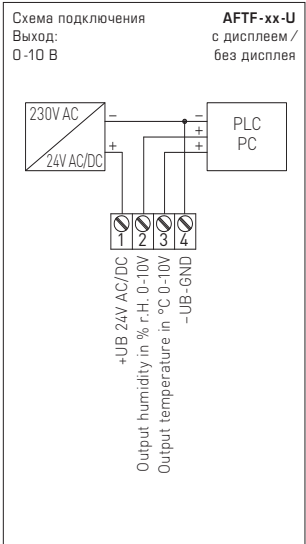 Схема подключения
Выход:
0-10 В
AFTF-xx-U
с дисплеем /
без дисплея
230V AC
24V AC/DC
–
+
–
+
+
PLC
PC
1
2
3
4
+UB 24V AC/DC
Output humidity in % r.H. 0-10V
Output temperature in °C 0-10V
–UB-GND